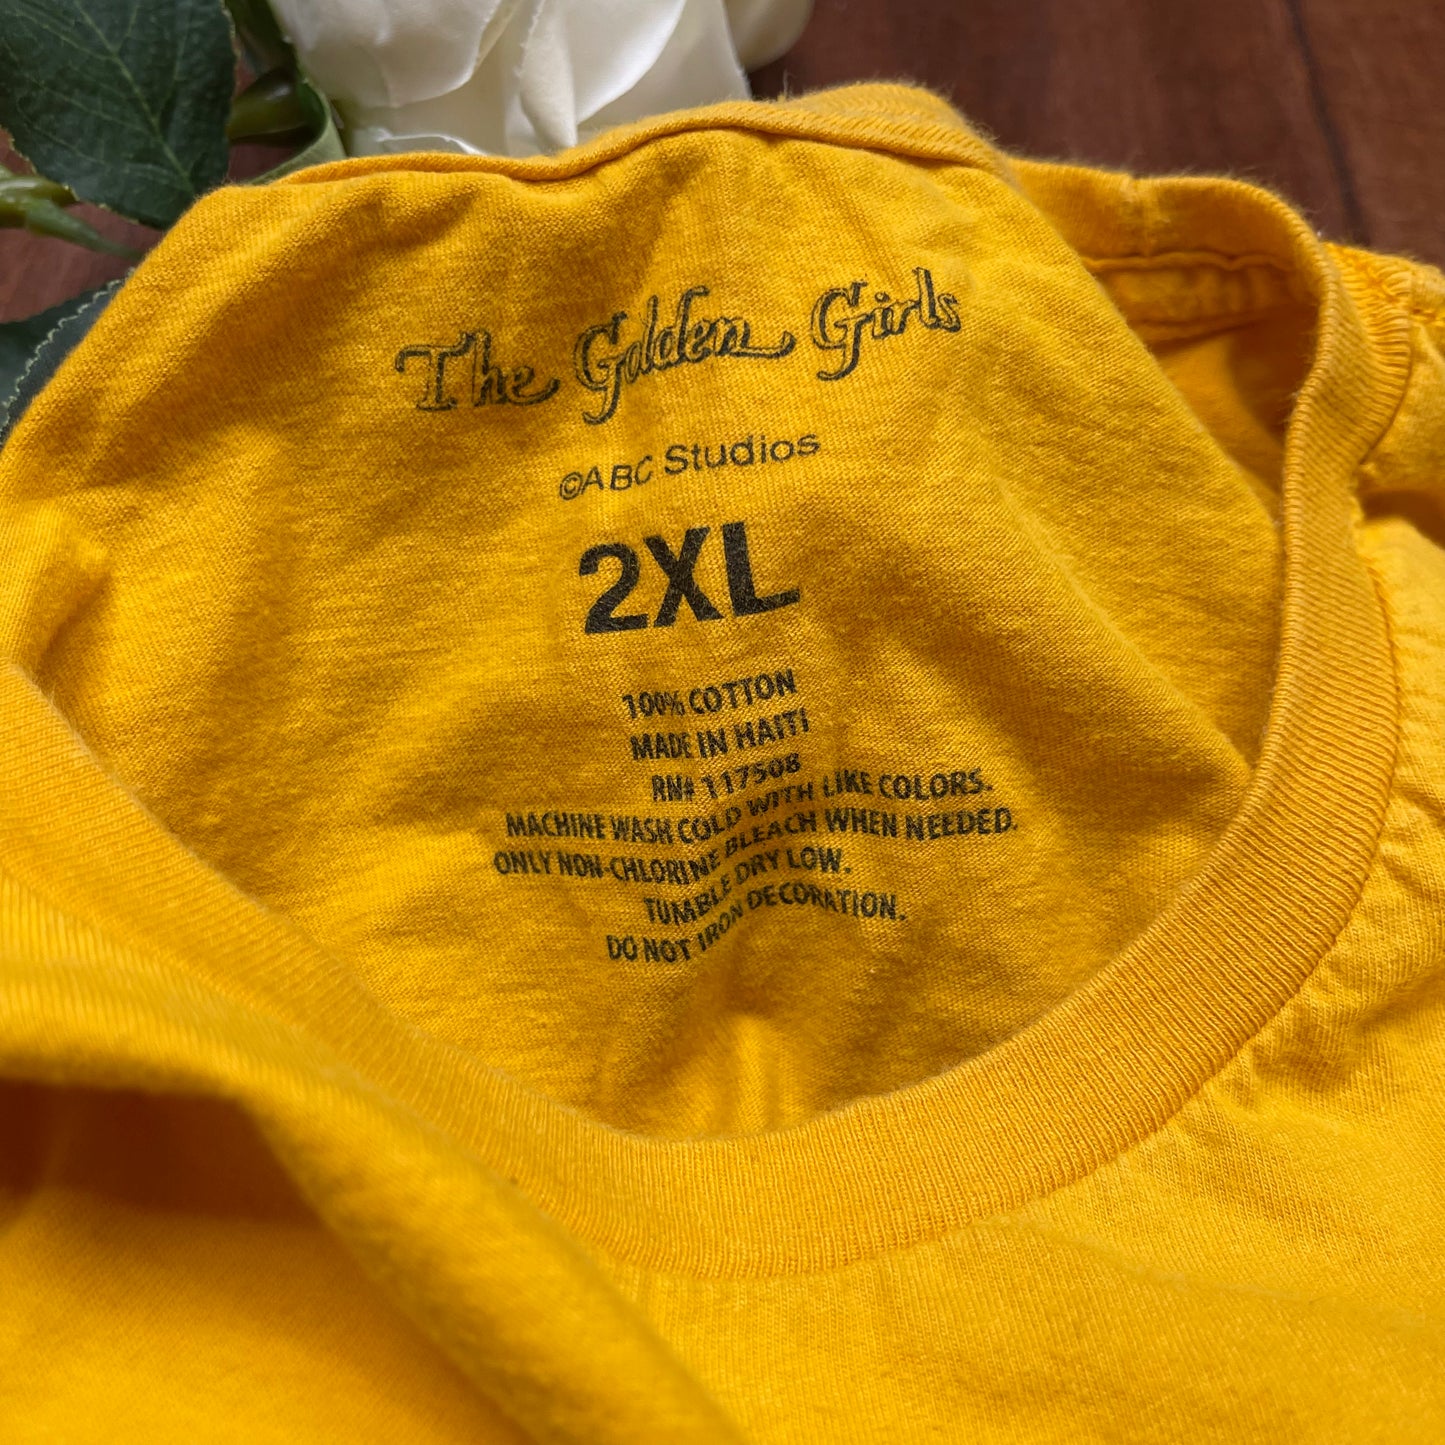 The Golden Girls
©ABC Studios
2XL
100% COTTON
MADE IN HAITI
RN# 117508
MACHINE WASH COLD WITH LIKE COLORS.
ONLY NON-CHLORINE BLEACH WHEN NEEDED.
TUMBLE DRY LOW.
DO NOT IRON DECORATION.